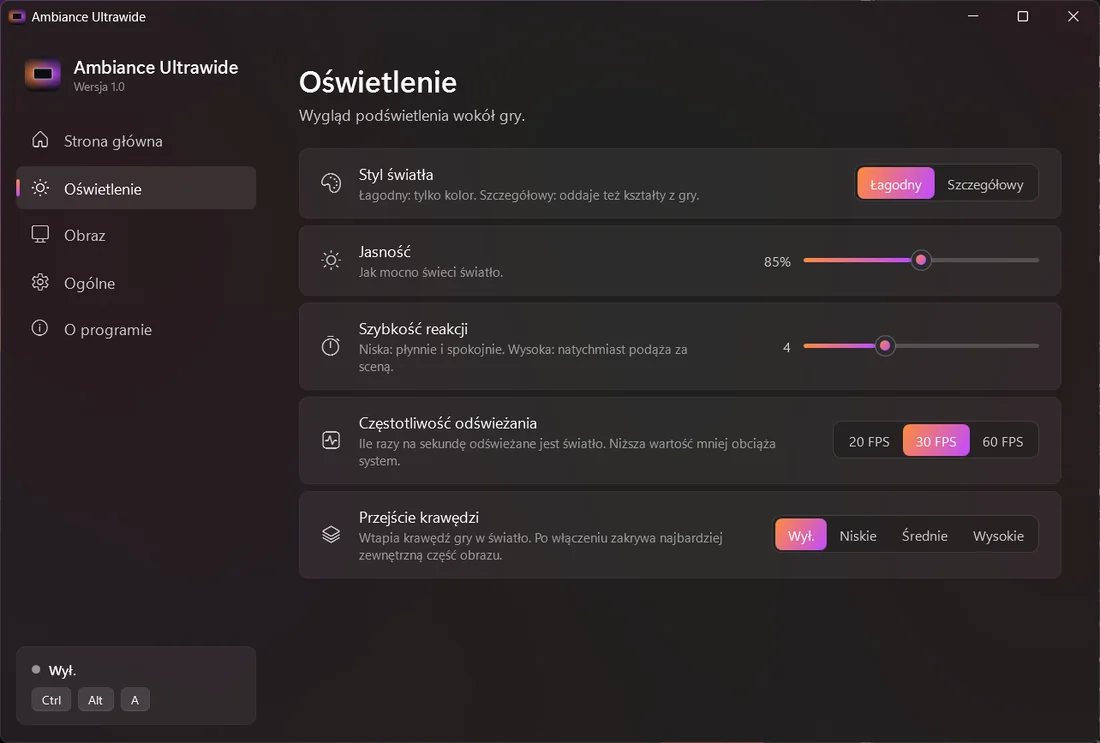 Ambiance Ultrawide
Ambiance Ultrawide
Wersja 1.0
Strona główna
Oświetlenie
Obraz
Ogólne
O programie
Wył.
Ctrl Alt A
Oświetlenie
Wygląd podświetlenia wokół gry.
Styl światła
Łagodny: tylko kolor. Szczegółowy: oddaje też kształty z gry.
Łagodny Szczegółowy
Jasność
Jak mocno świeci światło.
85%
Szybkość reakcji
Niska: płynnie i spokojnie. Wysoka: natychmiast podąża za
sceną.
4
Częstotliwość odświeżania
Ile razy na sekundę odświeżane jest światło. Niższa wartość mniej obciąża
system.
20 FPS 30 FPS 60 FPS
Przejście krawędzi
Wtapia krawędź gry w światło. Po włączeniu zakrywa najbardziej
zewnętrzną część obrazu.
Wył. Niskie Średnie Wysokie